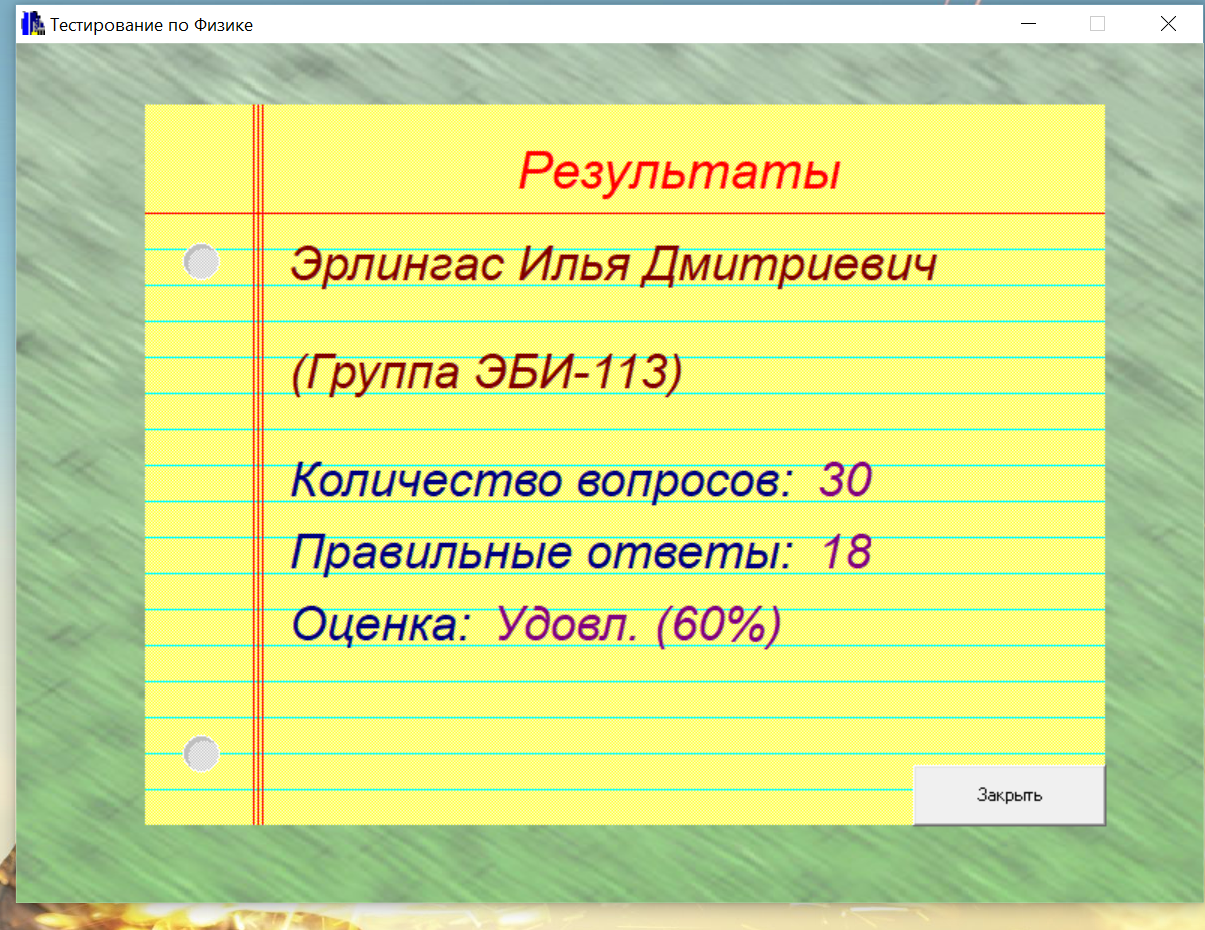 Тестирование по Физике
Результаты
Эрлингас Илья Дмитриевич
(Группа ЭБИ-113)
Количество вопросов: 30
Правильные ответы: 18
Оценка: Удовл. (60%)
Закрыть